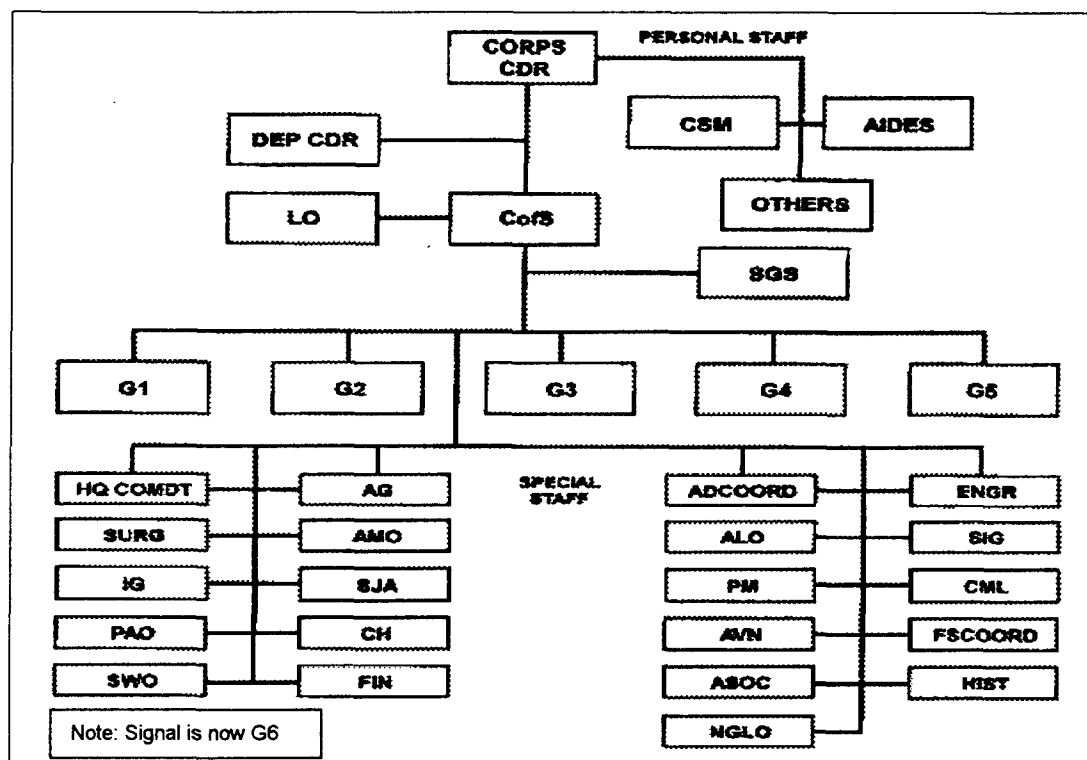 PERSONAL STAFF
CORPS
CDR
CSM
AIDES
DEP CDR
OTHERS
LO
CofS
SGS
G1
G2
G3
G4
G5
HQ COMDT
AG
SPECIAL
STAFF
ADCOORD
ENGR
SURG
AMO
ALO
SIG
IG
SJA
PM
CML
PAO
CH
AVN
FSCOORD
SWO
FIN
ASOC
HIST
NGLO
Note: Signal is now G6